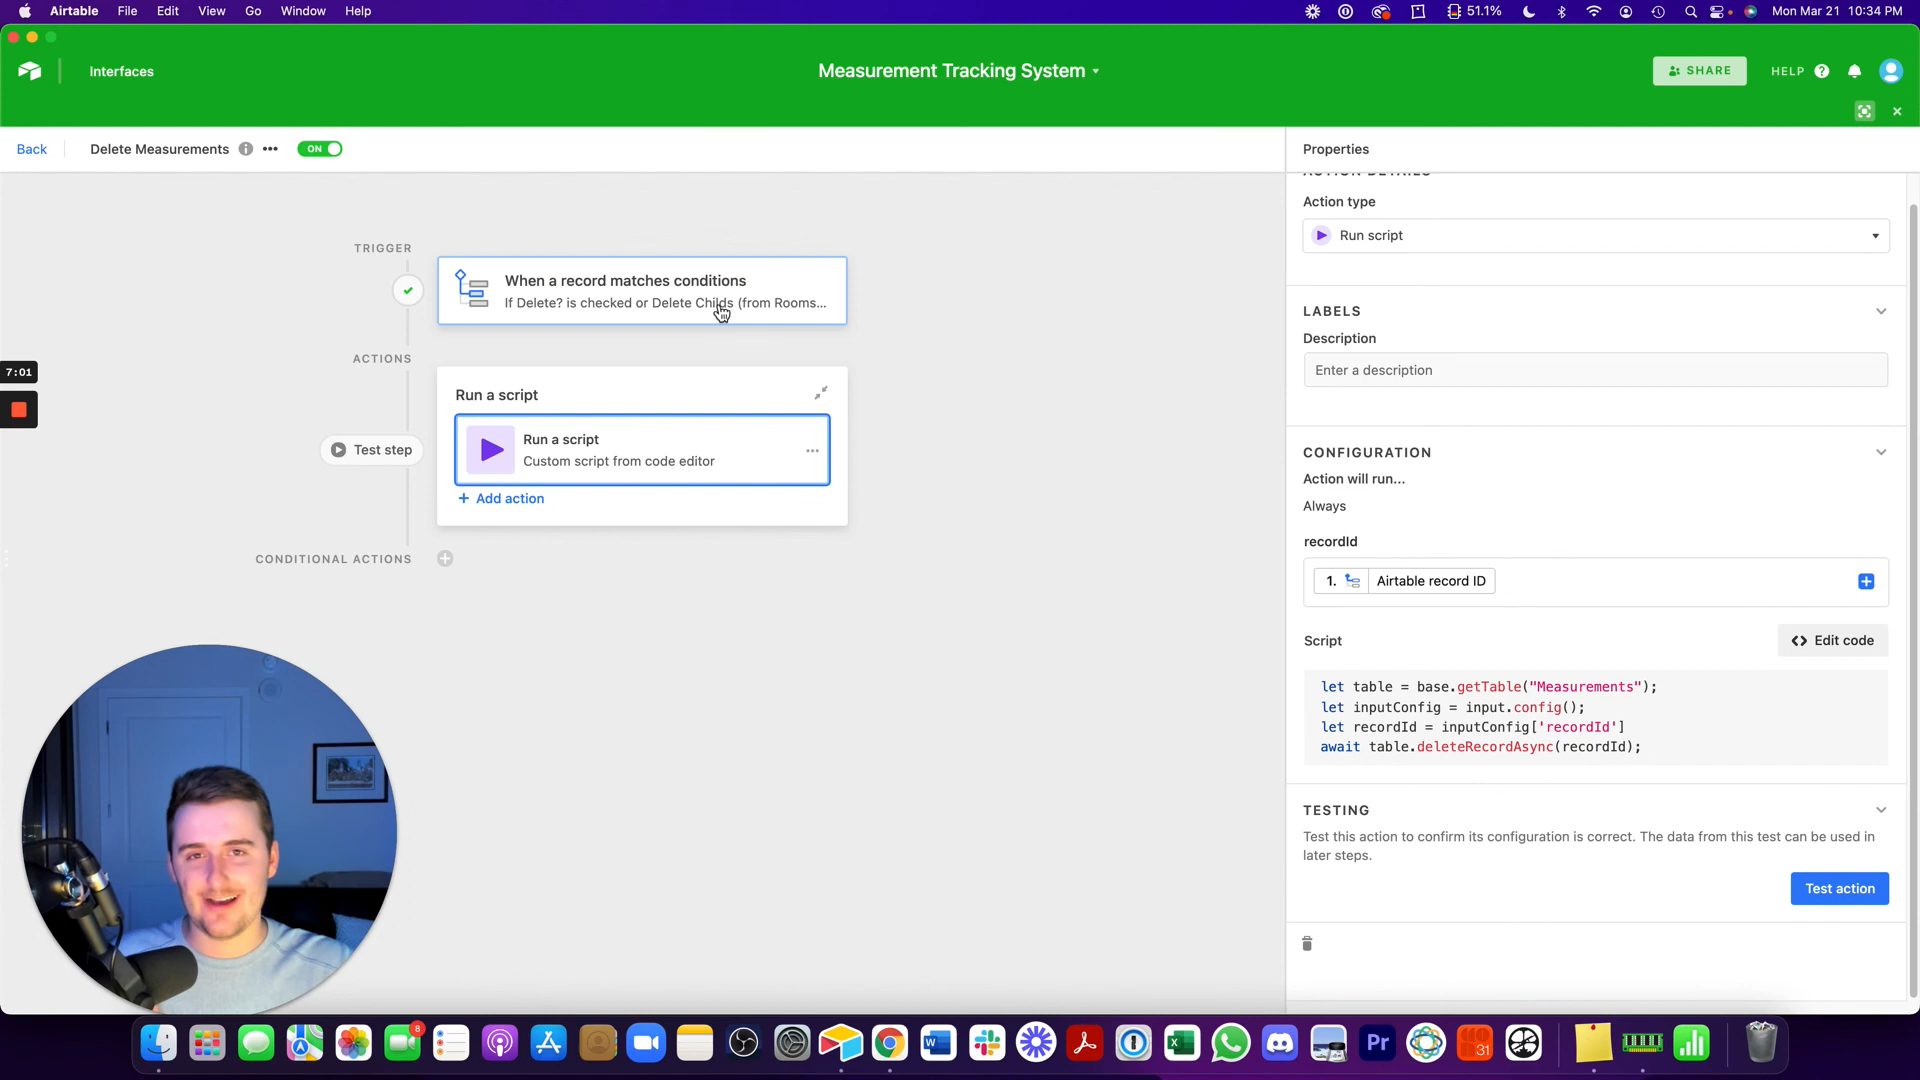 Airtable File Edit View Go Window Help 51.1% Mon Mar 21 10:34 PM
Interfaces
Measurement Tracking System
SHARE
HELP
Back
Delete Measurements
ON
TRIGGER
When a record matches conditions
If Delete? is checked or Delete Childs (from Rooms...
ACTIONS
7:01
Run a script
Run a script
Custom script from code editor
Test step
+ Add action
CONDITIONAL ACTIONS
Properties
ACTION DETAILS
Action type
Run script
LABELS
Description
Enter a description
CONFIGURATION
Action will run...
Always
recordId
1. Airtable record ID
Script
<> Edit code
let table = base.getTable("Measurements");
let inputConfig = input.config();
let recordId = inputConfig['recordId']
await table.deleteRecordAsync(recordId);
TESTING
Test this action to confirm its configuration is correct. The data from this test can be used in
later steps.
Test action
8
31